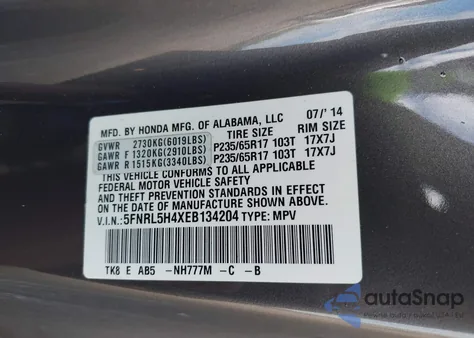 MFD. BY HONDA MFG. OF ALABAMA, LLC 07/'14
TIRE SIZE RIM SIZE
GVWR 2730KG(6019LBS)
GAWR F 1320KG(2910LBS) P235/65R17 103T 17X7J
GAWR R 1515KG(3340LBS) P235/65R17 103T 17X7J
THIS VEHICLE CONFORMS TO ALL APPLICABLE
FEDERAL MOTOR VEHICLE SAFETY
AND THEFT PREVENTION STANDARDS IN EFFECT ON
THE DATE OF MANUFACTURE SHOWN ABOVE.
V.I.N.: 5FNRL5H4XEB134204 TYPE: MPV
TK8 E AB5 -NH777M -C -B
autoSnap